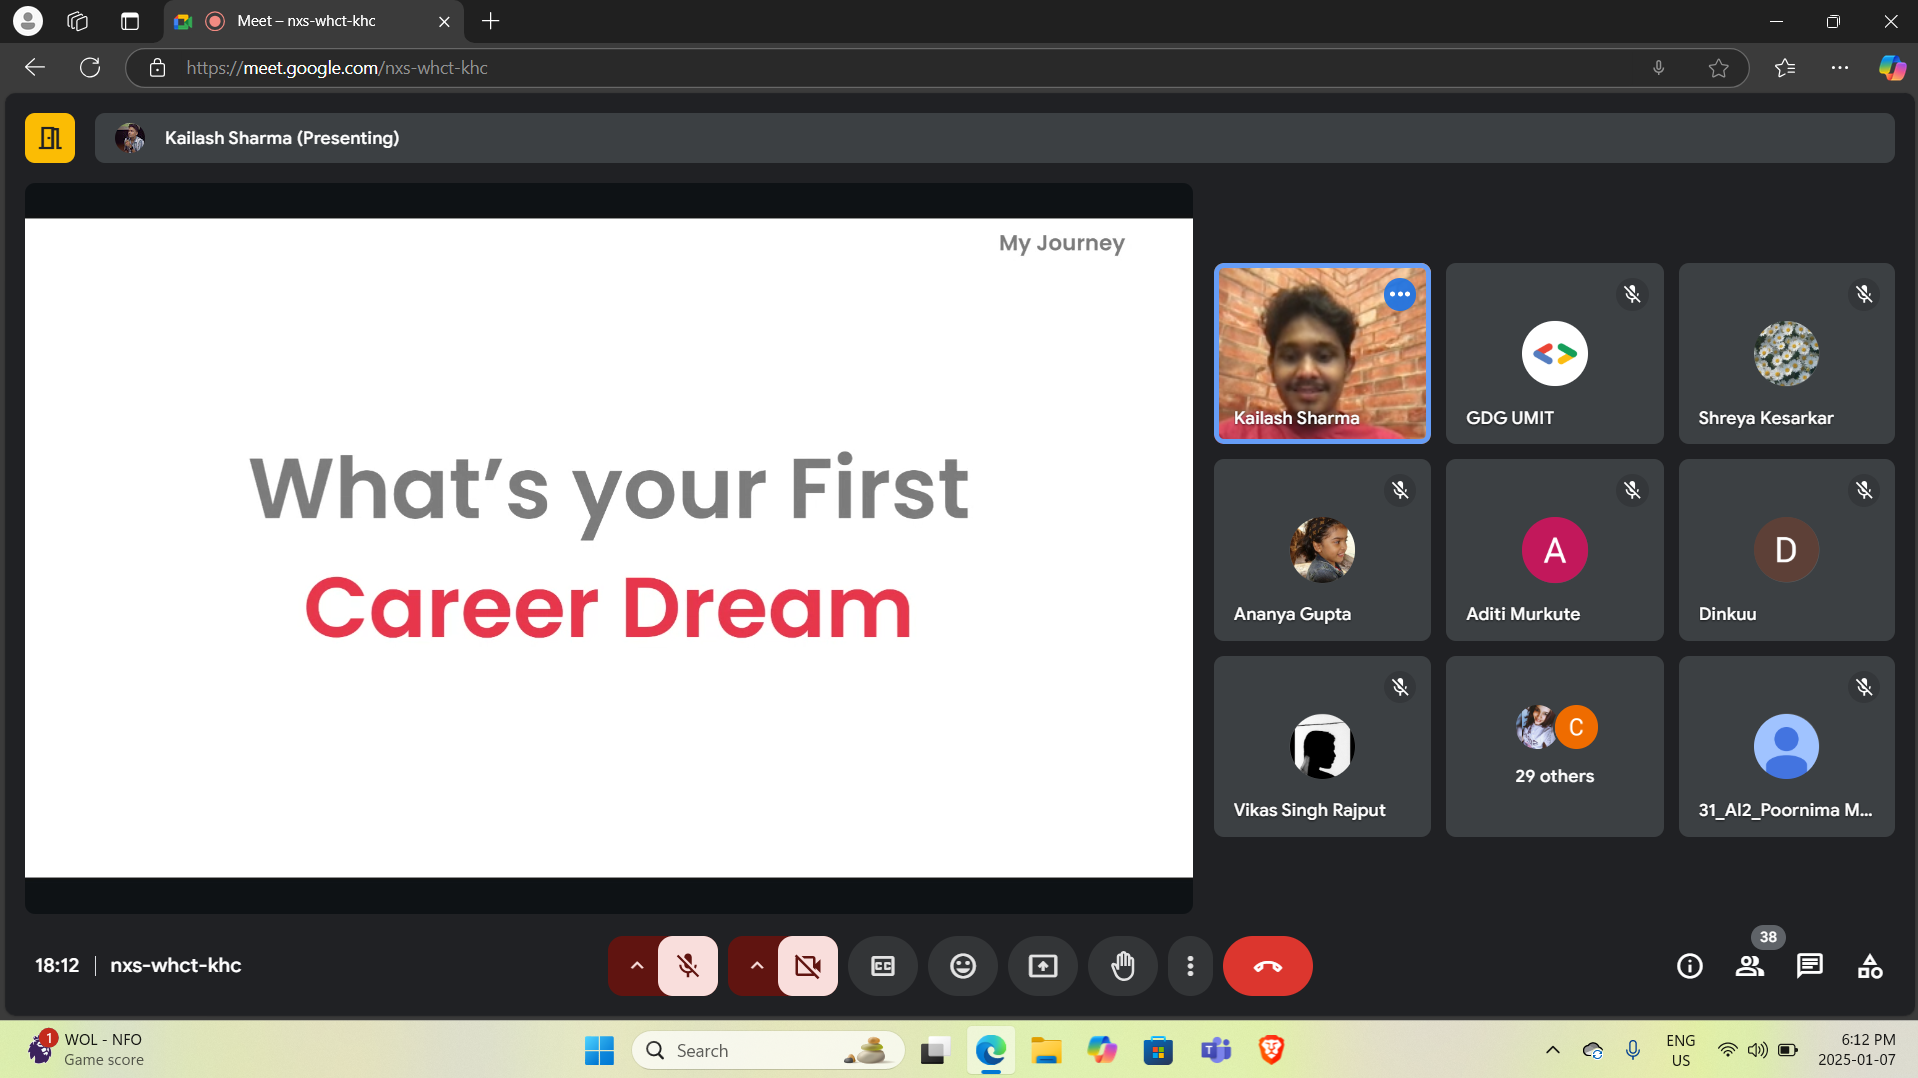 Meet – nxs-whct-khc
https://meet.google.com/nxs-whct-khc
Kailash Sharma (Presenting)
My Journey
What's your First
Career Dream
Kailash Sharma
GDG UMIT
Shreya Kesarkar
Ananya Gupta
A
Aditi Murkute
D
Dinkuu
Vikas Singh Rajput
C
29 others
31_AI2_Poornima M...
18:12
nxs-whct-khc
CC
38
1
WOL - NFO
Game score
Search
ENG
US
6:12 PM
2025-01-07